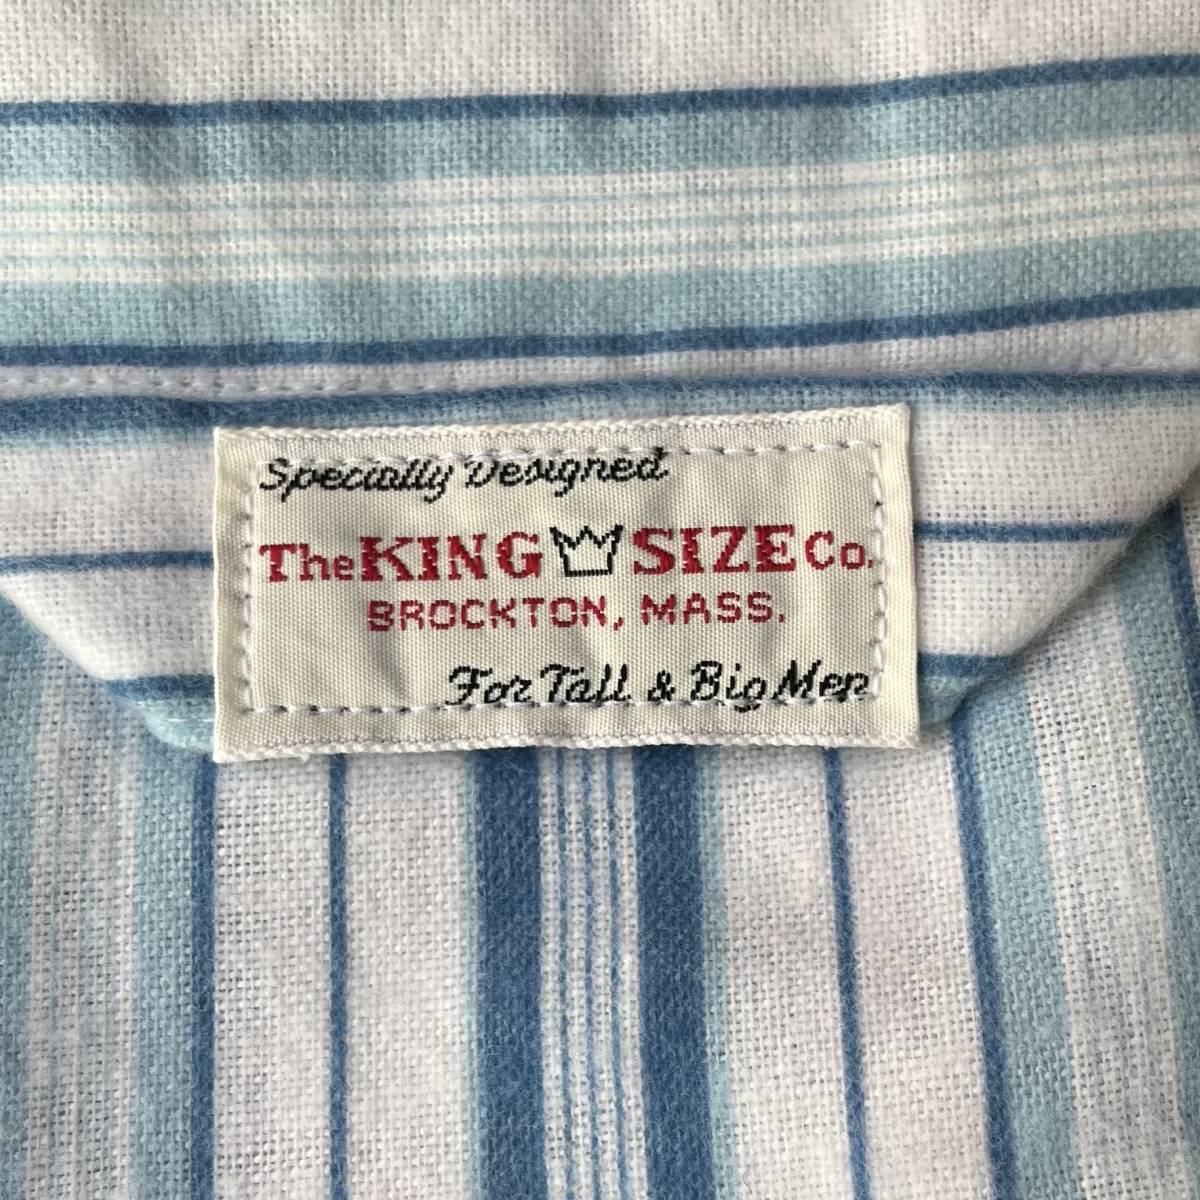 Specially Designed
The KING SIZE Co.
BROCKTON, MASS.
For Tall & Big Men